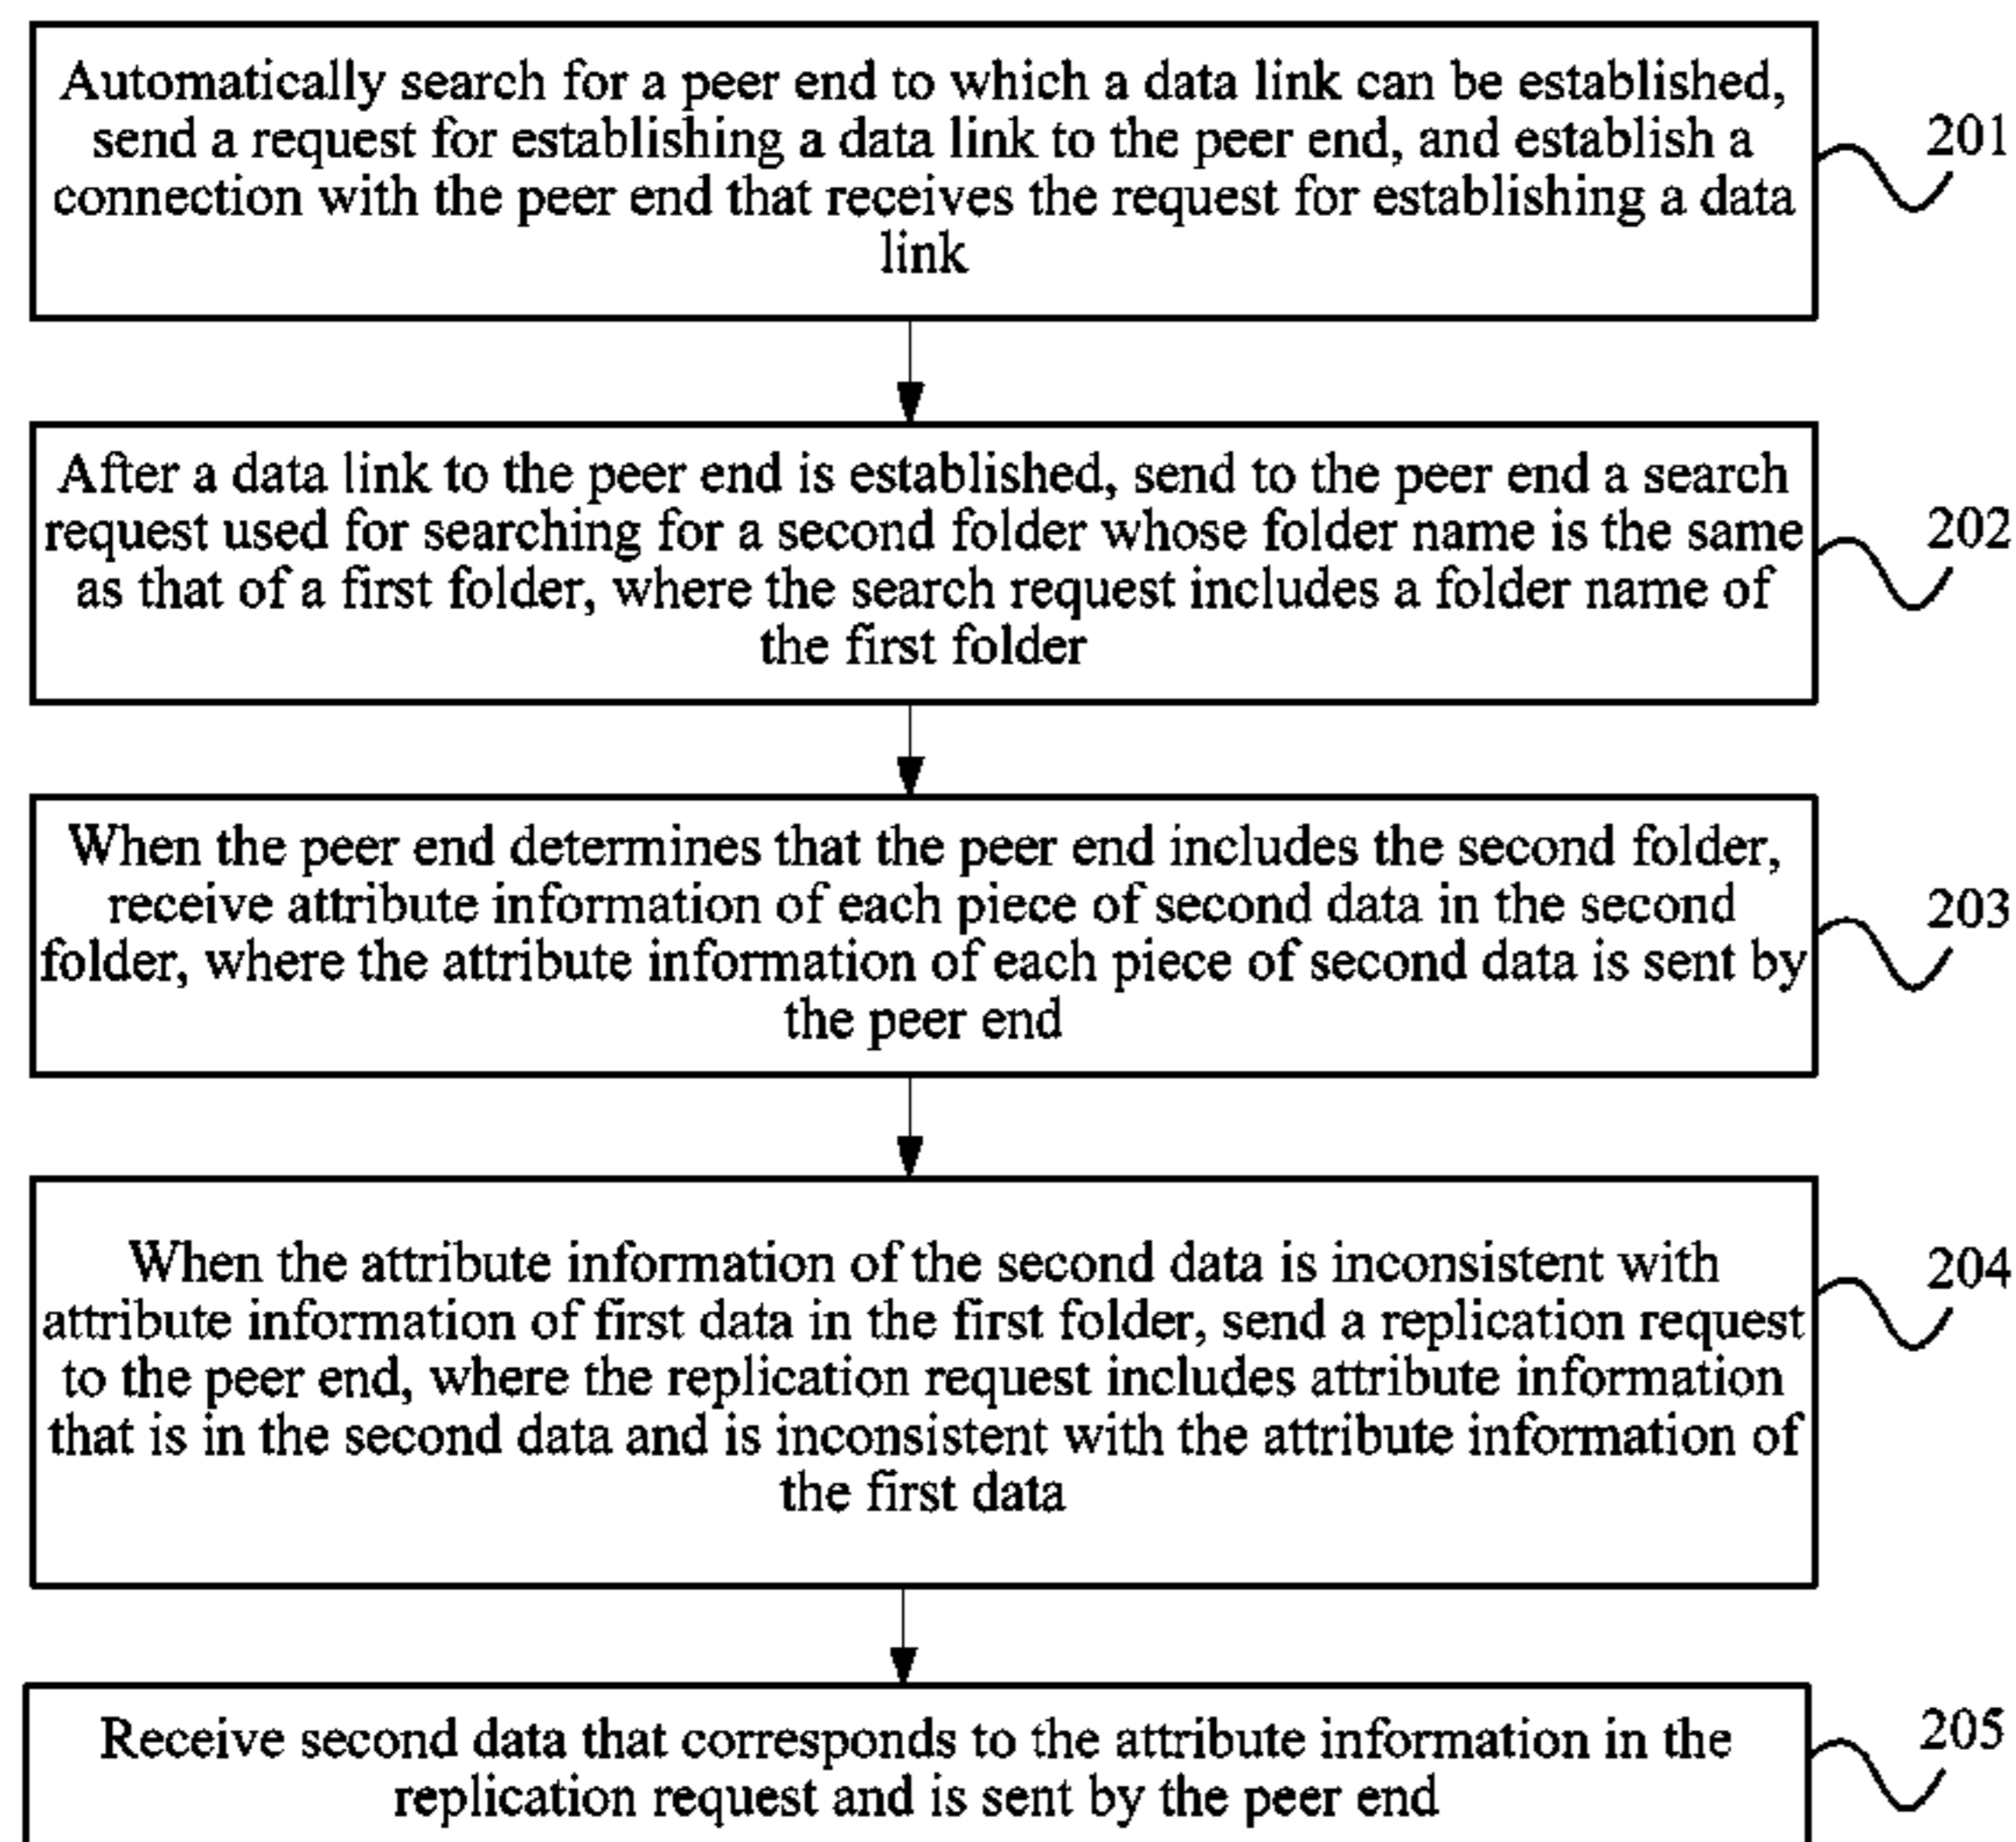 Automatically search for a peer end to which a data link can be established,
send a request for establishing a data link to the peer end, and establish a
connection with the peer end that receives the request for establishing a data
link
201
After a data link to the peer end is established, send to the peer end a search
request used for searching for a second folder whose folder name is the same
as that of a first folder, where the search request includes a folder name of
the first folder
202
When the peer end determines that the peer end includes the second folder,
receive attribute information of each piece of second data in the second
folder, where the attribute information of each piece of second data is sent by
the peer end
203
When the attribute information of the second data is inconsistent with
attribute information of first data in the first folder, send a replication request
to the peer end, where the replication request includes attribute information
that is in the second data and is inconsistent with the attribute information of
the first data
204
Receive second data that corresponds to the attribute information in the
replication request and is sent by the peer end
205